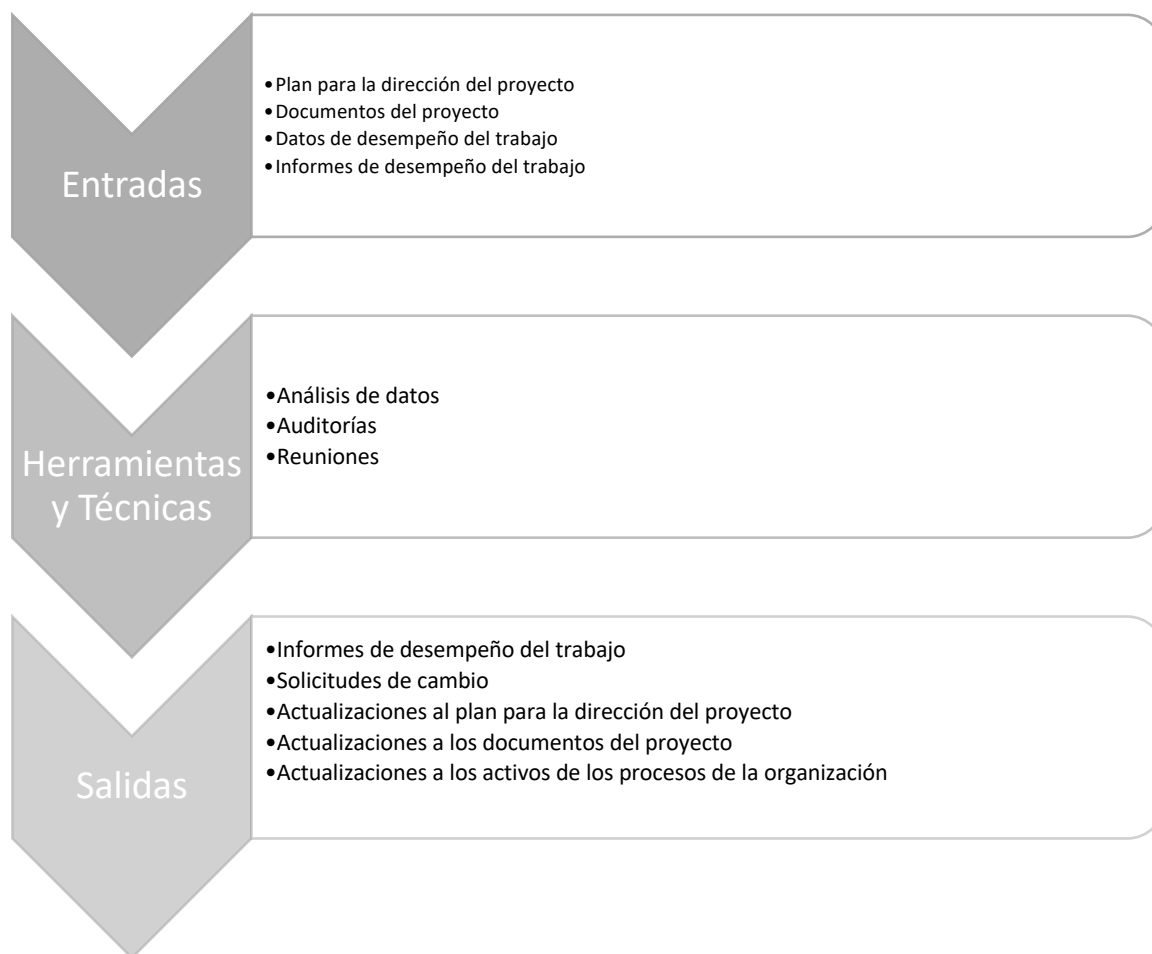 Entradas
•Plan para la dirección del proyecto
•Documentos del proyecto
•Datos de desempeño del trabajo
•Informes de desempeño del trabajo
Herramientas
y Técnicas
•Análisis de datos
•Auditorías
•Reuniones
Salidas
•Informes de desempeño del trabajo
•Solicitudes de cambio
•Actualizaciones al plan para la dirección del proyecto
•Actualizaciones a los documentos del proyecto
•Actualizaciones a los activos de los procesos de la organización